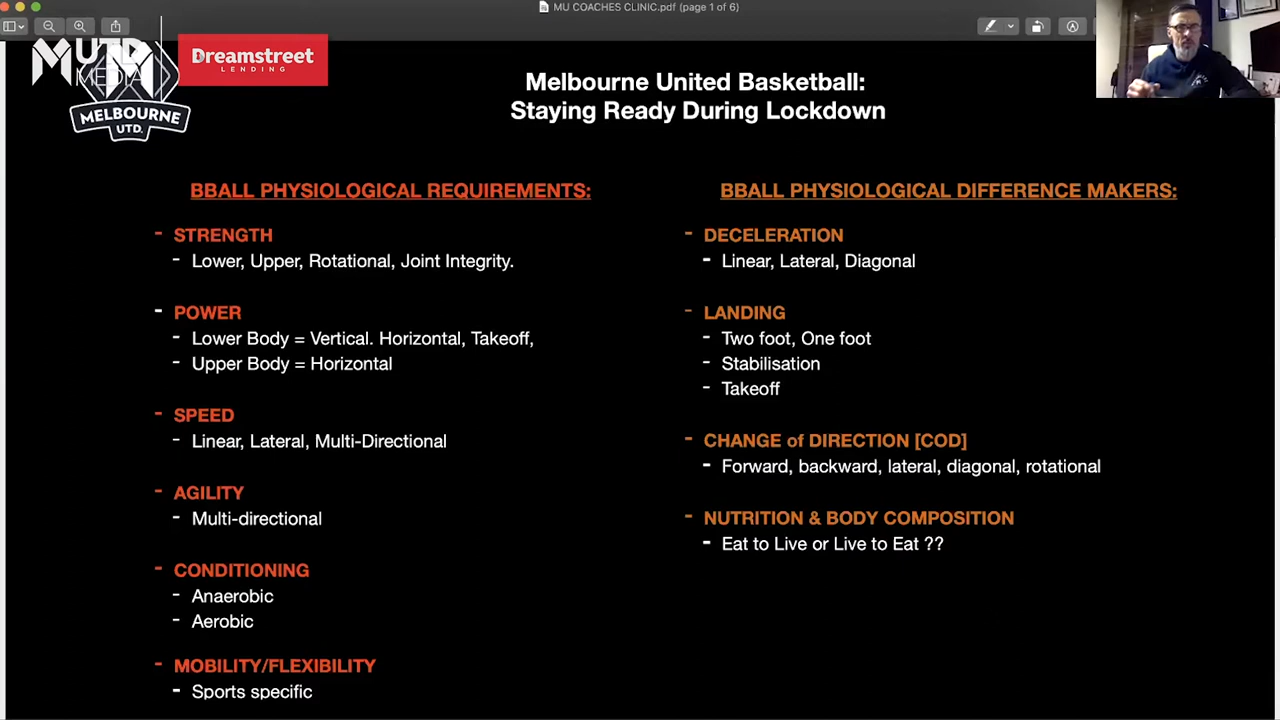 MU COACHES CLINIC.pdf (page 1 of 6)
MUTD
MEDIA
Dreamstreet
LENDING
MELBOURNE
UTD.
Melbourne United Basketball:
Staying Ready During Lockdown
BBALL PHYSIOLOGICAL REQUIREMENTS:
- STRENGTH
- Lower, Upper, Rotational, Joint Integrity.
- POWER
- Lower Body = Vertical. Horizontal, Takeoff,
- Upper Body = Horizontal
- SPEED
- Linear, Lateral, Multi-Directional
- AGILITY
- Multi-directional
- CONDITIONING
- Anaerobic
- Aerobic
- MOBILITY/FLEXIBILITY
- Sports specific
BBALL PHYSIOLOGICAL DIFFERENCE MAKERS:
- DECELERATION
- Linear, Lateral, Diagonal
- LANDING
- Two foot, One foot
- Stabilisation
- Takeoff
- CHANGE of DIRECTION [COD]
- Forward, backward, lateral, diagonal, rotational
- NUTRITION & BODY COMPOSITION
- Eat to Live or Live to Eat ??